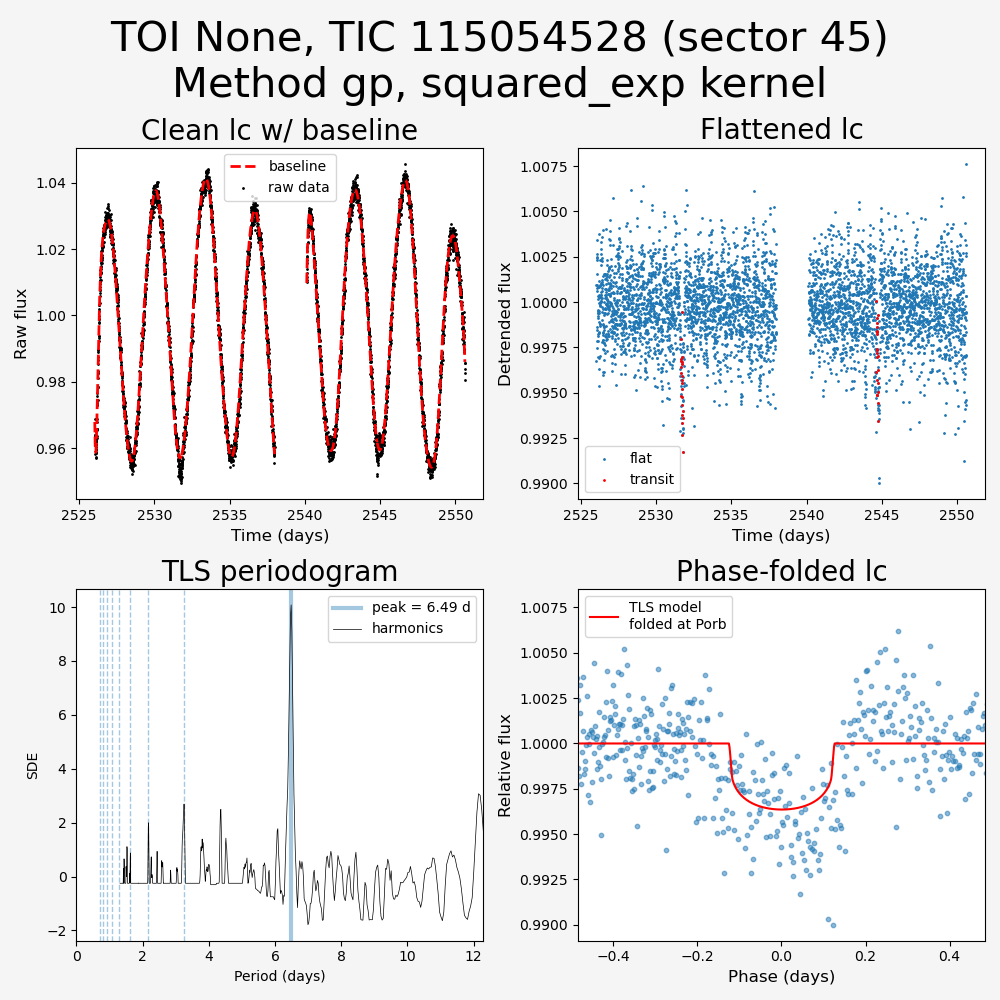 TOI None, TIC 115054528 (sector 45)
Method gp, squared_exp kernel
Clean lc w/ baseline
baseline
raw data
1.04
1.02
1.00
0.98
0.96
Raw flux
2525 2530 2535 2540 2545 2550
Time (days)
Flattened lc
1.0075
1.0050
1.0025
1.0000
0.9975
0.9950
0.9925
0.9900
Detrended flux
flat
transit
2525 2530 2535 2540 2545 2550
Time (days)
TLS periodogram
peak = 6.49 d
harmonics
10
8
6
4
2
0
−2
SDE
0 2 4 6 8 10 12
Period (days)
Phase-folded lc
TLS model
folded at Porb
1.0075
1.0050
1.0025
1.0000
0.9975
0.9950
0.9925
0.9900
Relative flux
−0.4 −0.2 0.0 0.2 0.4
Phase (days)